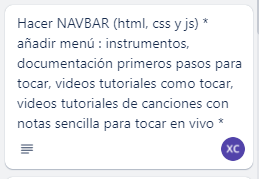 Hacer NAVBAR (html, css y js) *
añadir menú : instrumentos,
documentación primeros pasos para
tocar, videos tutoriales como tocar,
videos tutoriales de canciones con
notas sencilla para tocar en vivo *
XC